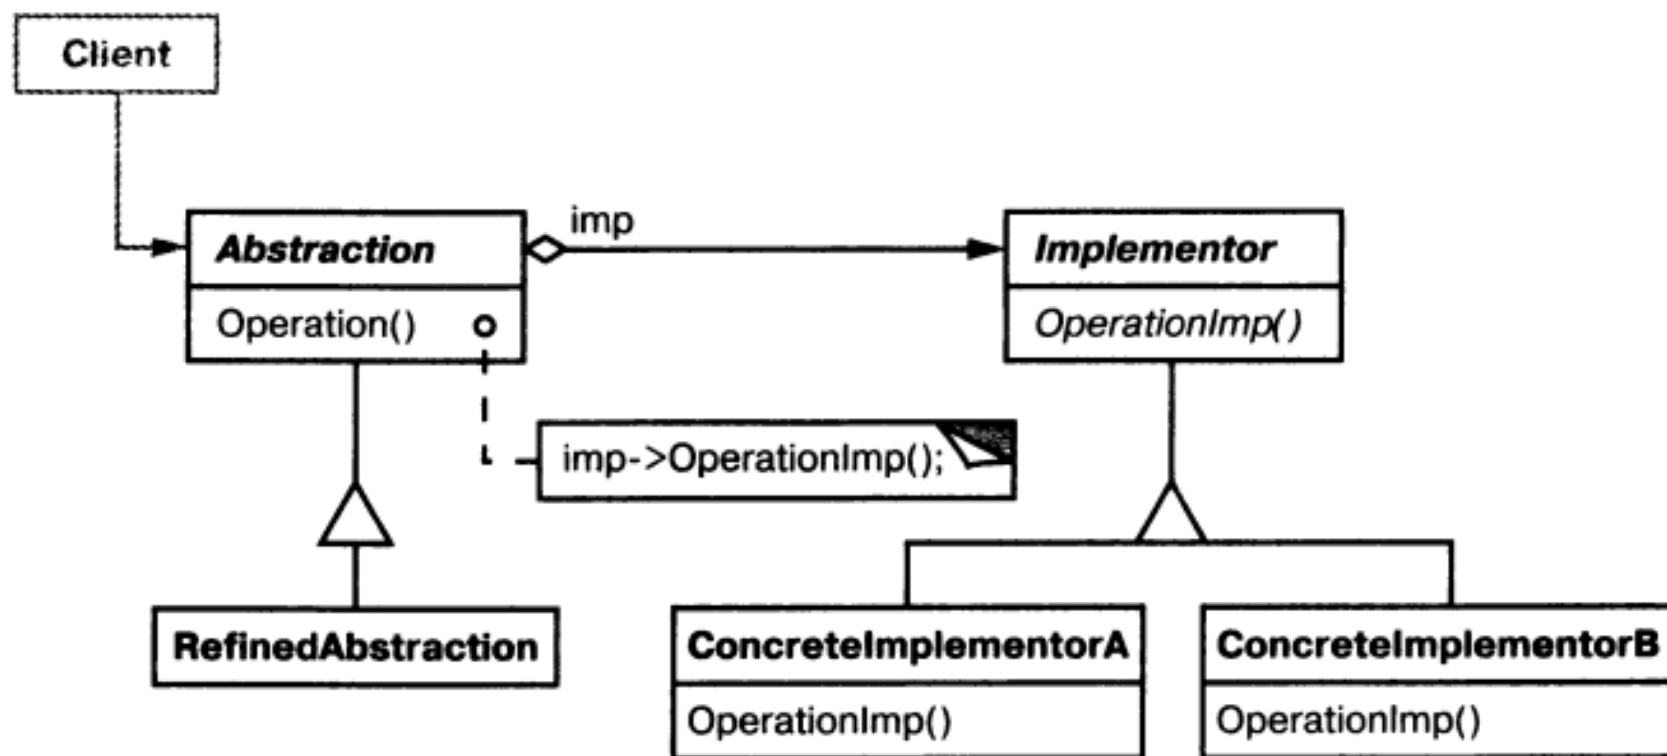 Client
imp
Abstraction
Implementor
Operation()
OperationImp()
imp->OperationImp();
RefinedAbstraction
ConcreteImplementorA
ConcreteImplementorB
OperationImp()
OperationImp()